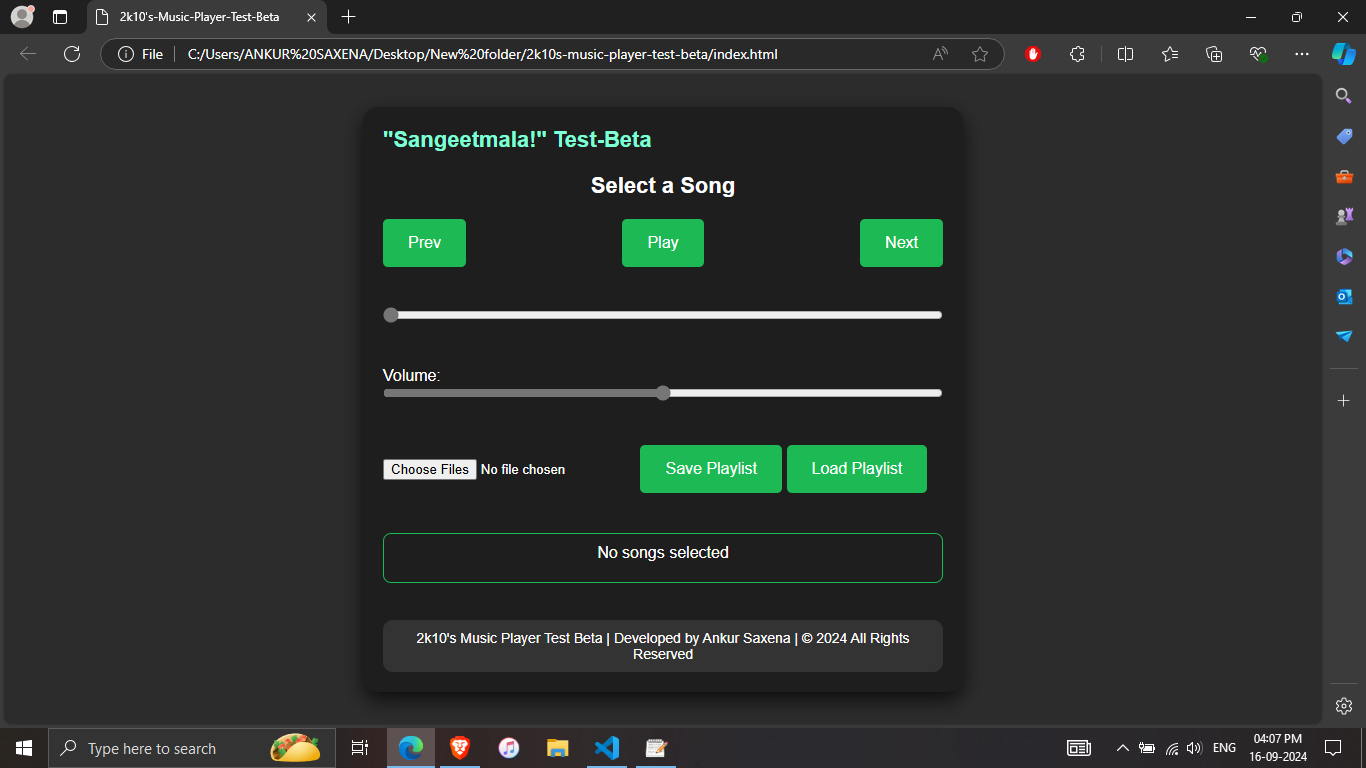 2k10's-Music-Player-Test-Beta
File
C:/Users/ANKUR%20SAXENA/Desktop/New%20folder/2k10s-music-player-test-beta/index.html
"Sangeetmala!" Test-Beta
Select a Song
Prev
Play
Next
Volume:
Choose Files No file chosen
Save Playlist
Load Playlist
No songs selected
2k10's Music Player Test Beta | Developed by Ankur Saxena | © 2024 All Rights
Reserved
Type here to search
ENG
04:07 PM
16-09-2024